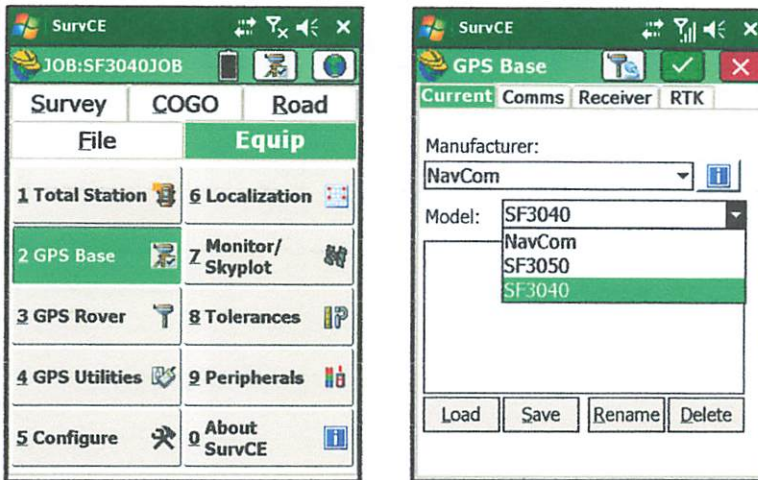 SurvCE
JOB:SF3040JOB
Survey COGO Road
File Equip
1 Total Station 6 Localization
2 GPS Base 7 Monitor/
Skyplot
3 GPS Rover 8 Tolerances
4 GPS Utilities 9 Peripherals
5 Configure 0 About
SurvCE
SurvCE
GPS Base
Current Comms Receiver RTK
Manufacturer:
NavCom
Model: SF3040
NavCom
SF3050
SF3040
Load Save Rename Delete